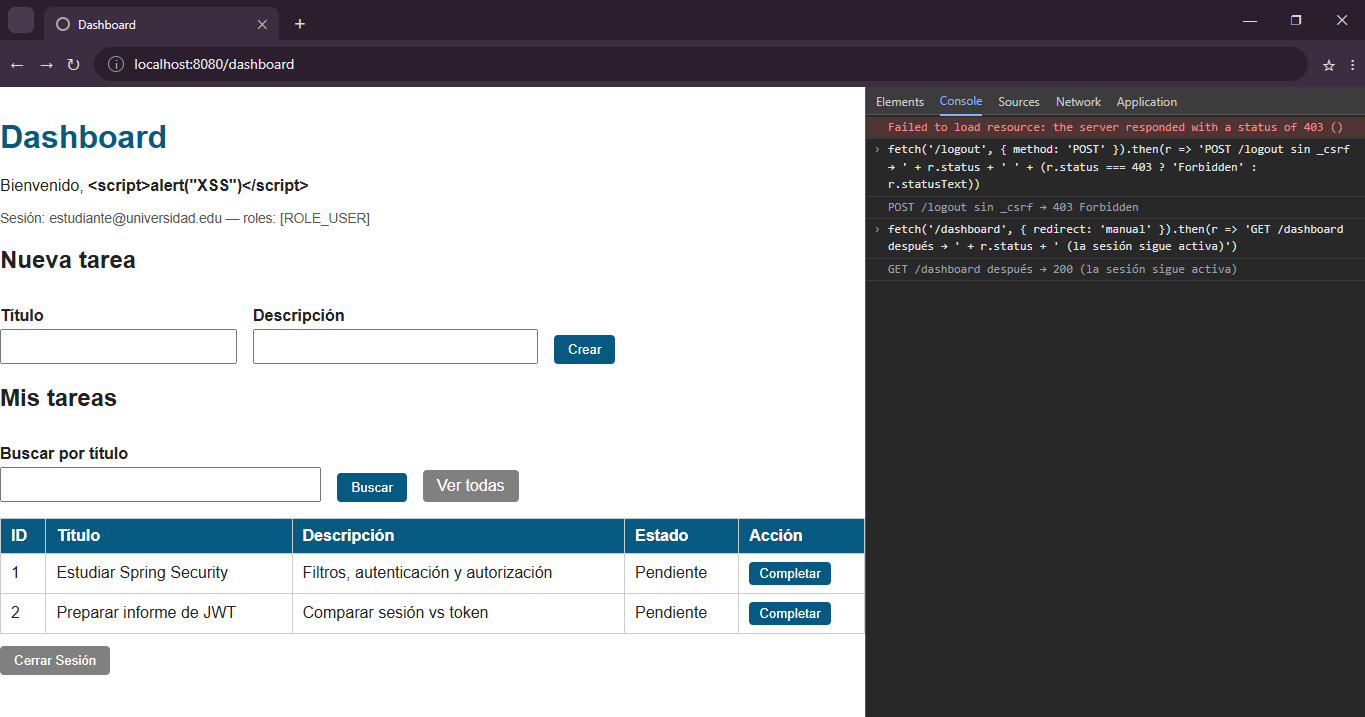 Dashboard
localhost:8080/dashboard
Dashboard
Bienvenido, <script>alert("XSS")</script>
Sesión: estudiante@universidad.edu — roles: [ROLE_USER]
Nueva tarea
Título Descripción
Crear
Mis tareas
Buscar por título
Buscar Ver todas
ID Título Descripción Estado Acción
1 Estudiar Spring Security Filtros, autenticación y autorización Pendiente Completar
2 Preparar informe de JWT Comparar sesión vs token Pendiente Completar
Cerrar Sesión
Elements Console Sources Network Application
Failed to load resource: the server responded with a status of 403 ()
› fetch('/logout', { method: 'POST' }).then(r => 'POST /logout sin _csrf
→ ' + r.status + ' ' + (r.status === 403 ? 'Forbidden' :
r.statusText))
POST /logout sin _csrf → 403 Forbidden
› fetch('/dashboard', { redirect: 'manual' }).then(r => 'GET /dashboard
después → ' + r.status + ' (la sesión sigue activa)')
GET /dashboard después → 200 (la sesión sigue activa)